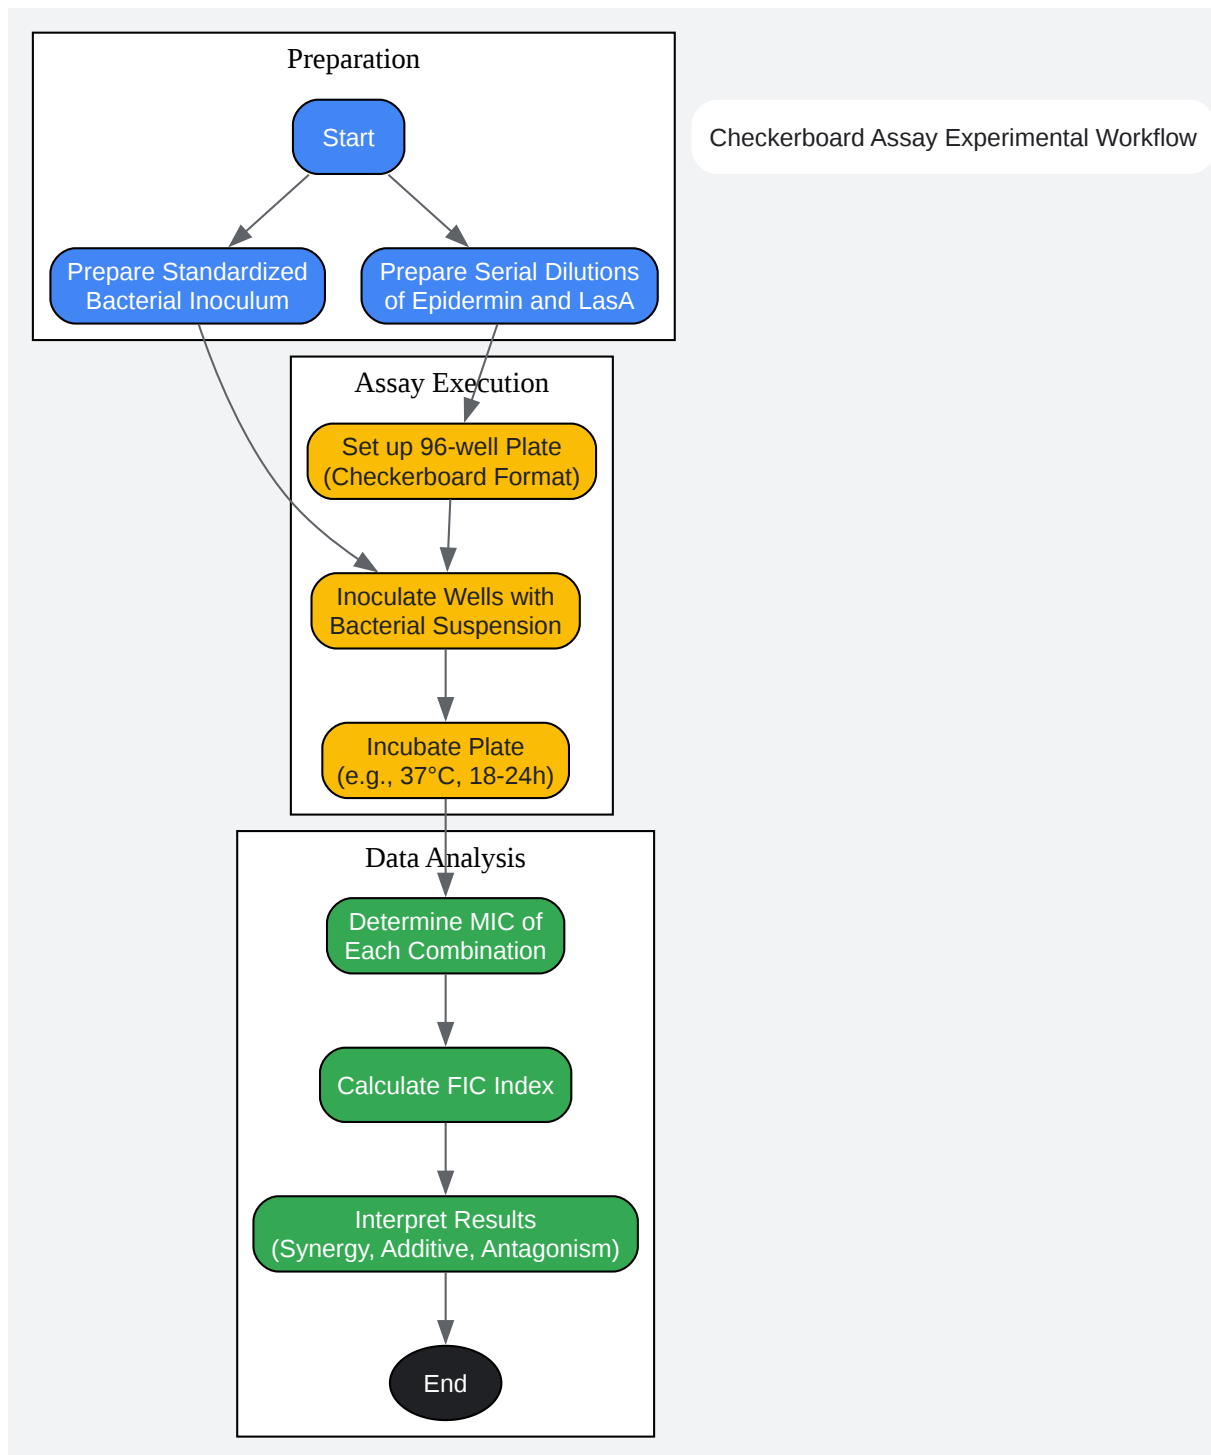 Preparation
Start
Checkerboard Assay Experimental Workflow
Prepare Standardized
Bacterial Inoculum
Prepare Serial Dilutions
of Epidermin and LasA
Assay Execution
Set up 96-well Plate
(Checkerboard Format)
Inoculate Wells with
Bacterial Suspension
Incubate Plate
(e.g., 37°C, 18-24h)
Data Analysis
Determine MIC of
Each Combination
Calculate FIC Index
Interpret Results
(Synergy, Additive, Antagonism)
End